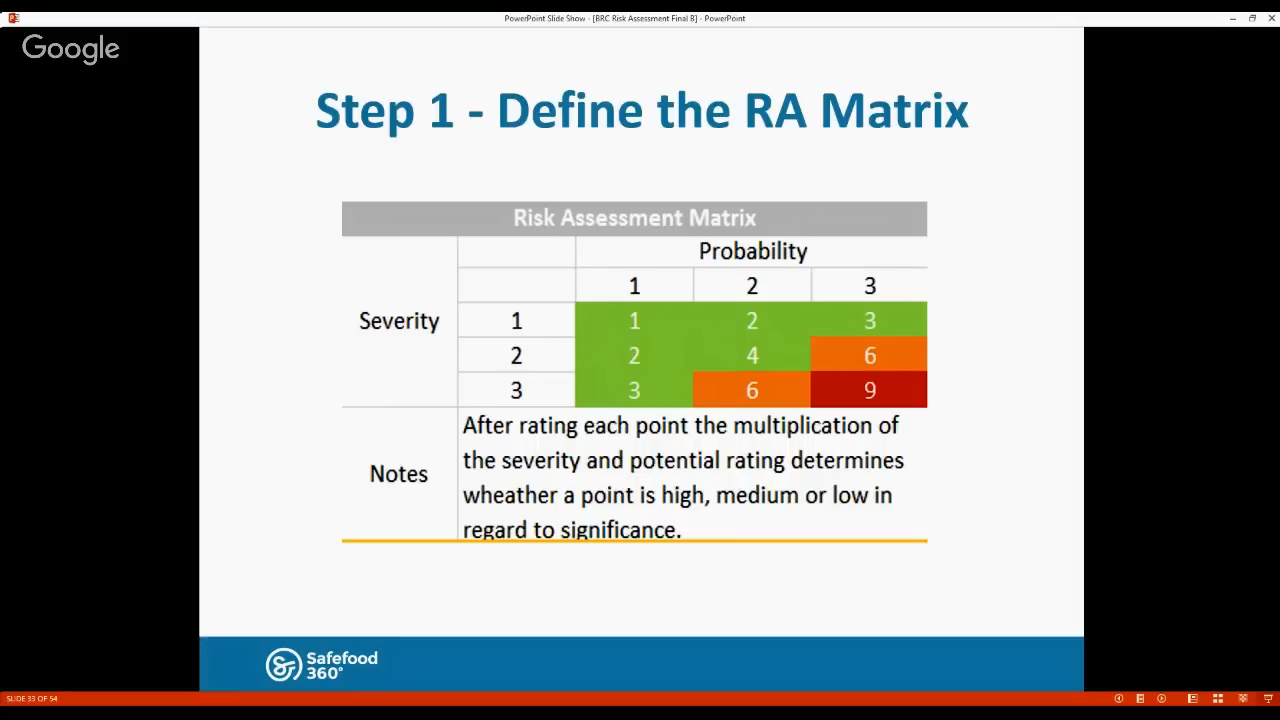 PowerPoint Slide Show - [BRC Risk Assessment Final B] - PowerPoint
Google
Step 1 - Define the RA Matrix
Risk Assessment Matrix
Probability
1 2 3
Severity 1 1 2 3
2 2 4 6
3 3 6 9
Notes
After rating each point the multiplication of
the severity and potential rating determines
wheather a point is high, medium or low in
regard to significance.
Safefood
360°
SLIDE 33 OF 54